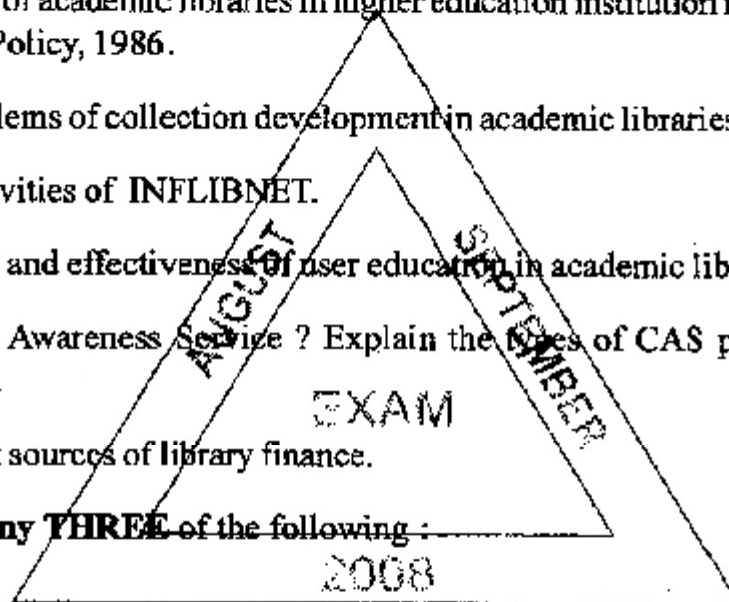 of academic libraries in higher education institution
Policy, 1986.
lems of collection development in academic libraries
vities of INFLIBNET.
and effectiveness of user education in academic lib
Awareness Service ? Explain the types of CAS p
sources of library finance.
ny THREE of the following :
AUGUST
SEPTEMBER
EXAM
2008